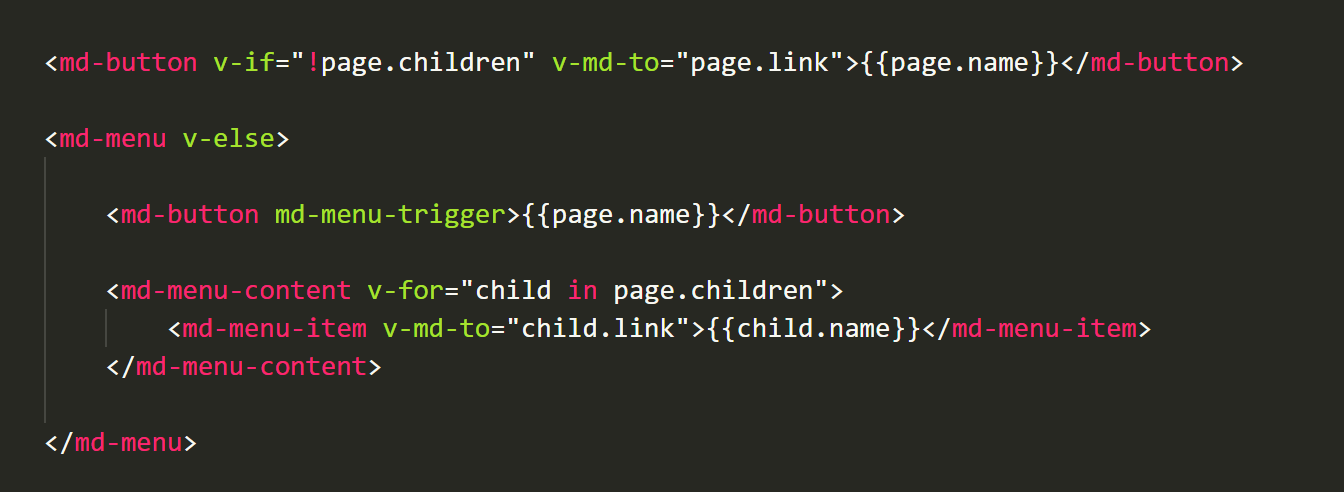 <md-button v-if="!page.children" v-md-to="page.link">{{page.name}}</md-button>
<md-menu v-else>
<md-button md-menu-trigger>{{page.name}}</md-button>
<md-menu-content v-for="child in page.children">
<md-menu-item v-md-to="child.link">{{child.name}}</md-menu-item>
</md-menu-content>
</md-menu>